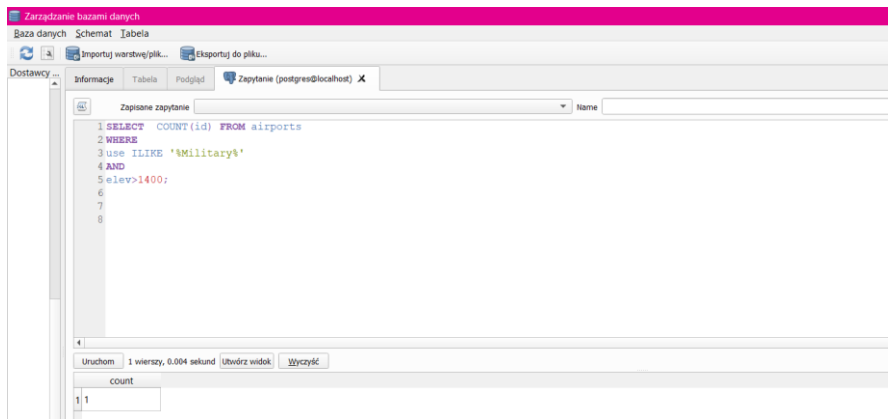 Zarządzanie bazami danych
Baza danych Schemat Tabela
Importuj warstwę/plik... Eksportuj do pliku...
Dostawcy ...
Informacje Tabela Podgląd Zapytanie (postgres@localhost) X
Zapisane zapytanie Name
1 SELECT COUNT(id) FROM airports
2 WHERE
3 use ILIKE '%Military%'
4 AND
5 elev>1400;
6
7
8
Uruchom 1 wierszy, 0.004 sekund Utwórz widok Wyczyść
count
1 1